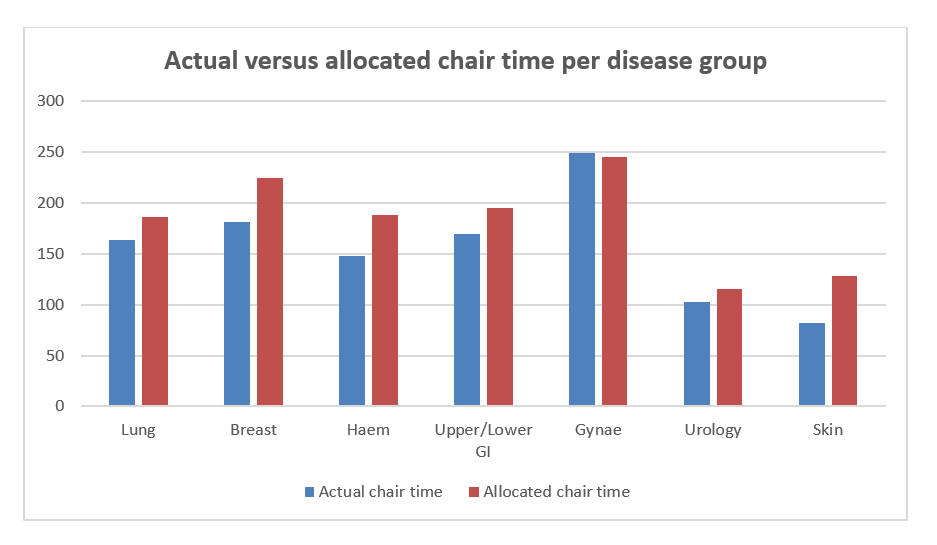 Actual versus allocated chair time per disease group
300
250
200
150
100
50
0
Lung Breast Haem Upper/Lower Gynae Urology Skin
GI
Actual chair time Allocated chair time